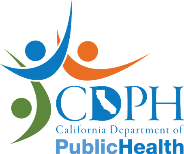 CDPH
California Department of
PublicHealth